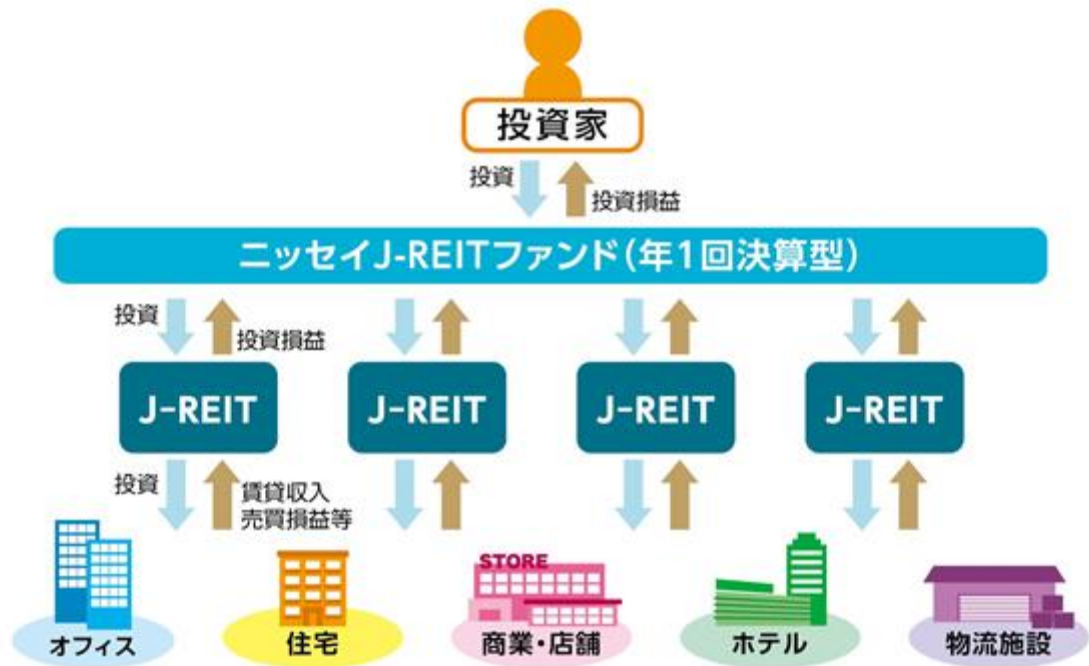 投資家
投資
投資損益
ニッセイJ-REITファンド(年1回決算型)
投資
投資損益
J-REIT
J-REIT
J-REIT
J-REIT
投資
賃貸収入
売買損益等
STORE
オフィス
住宅
商業・店舗
ホテル
物流施設